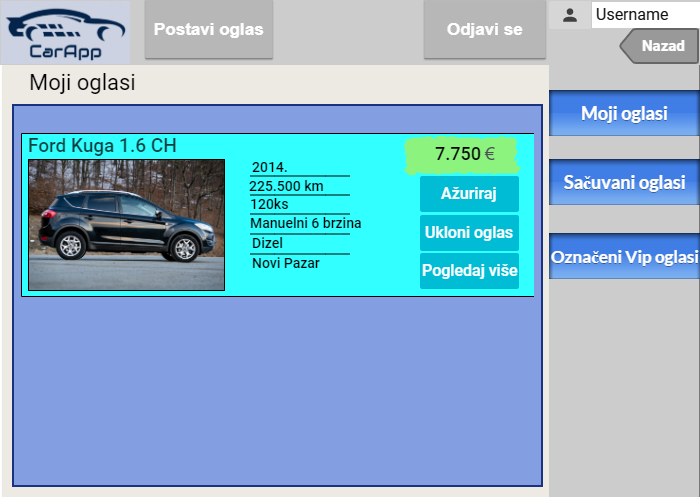 CarApp
Postavi oglas
Odjavi se
Username
Nazad
Moji oglasi
Ford Kuga 1.6 CH
2014.
225.500 km
120ks
Manuelni 6 brzina
Dizel
Novi Pazar
7.750 €
Ažuriraj
Ukloni oglas
Pogledaj više
Moji oglasi
Sačuvani oglasi
Označeni Vip oglasi